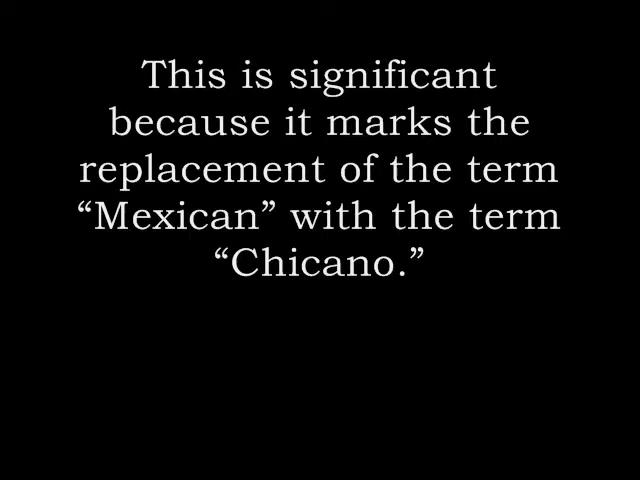 This is significant
because it marks the
replacement of the term
“Mexican” with the term
“Chicano.”